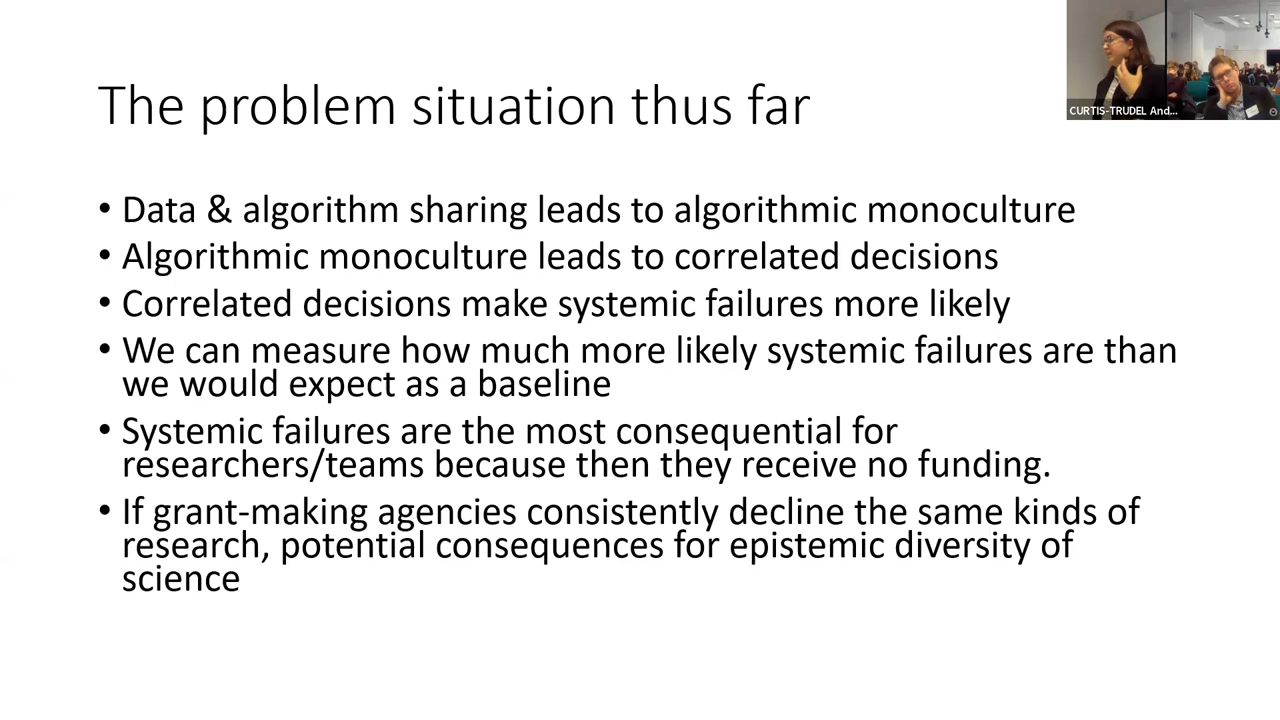 The problem situation thus far
CURTIS-TRUDEL And...
• Data & algorithm sharing leads to algorithmic monoculture
• Algorithmic monoculture leads to correlated decisions
• Correlated decisions make systemic failures more likely
• We can measure how much more likely systemic failures are than
we would expect as a baseline
• Systemic failures are the most consequential for
researchers/teams because then they receive no funding.
• If grant-making agencies consistently decline the same kinds of
research, potential consequences for epistemic diversity of
science